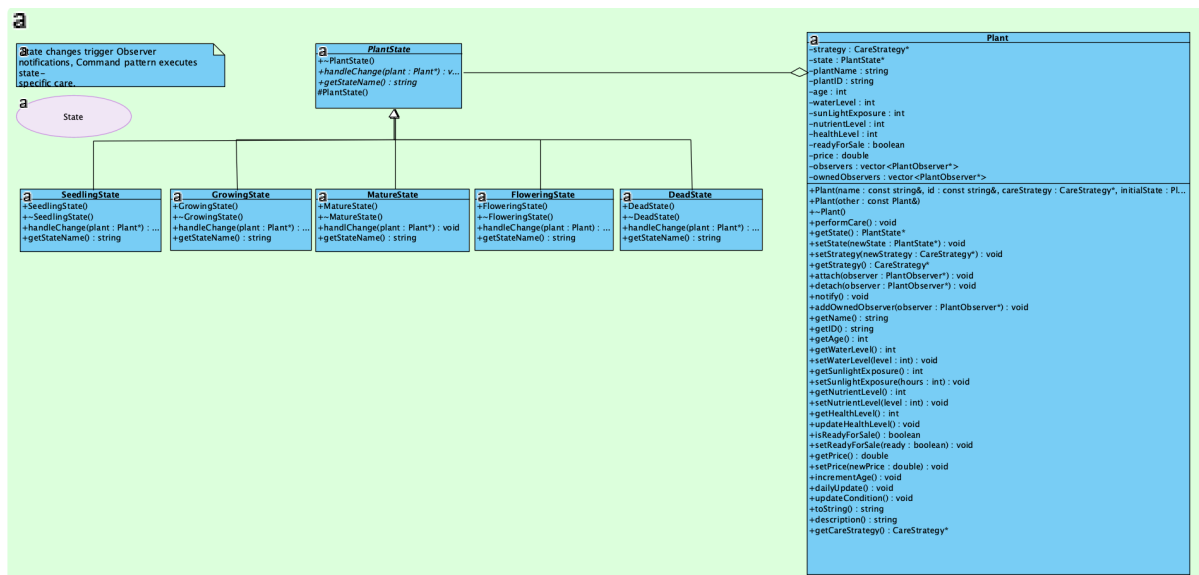 a
a
State changes trigger Observer
notifications, Command pattern executes
state-
specific care.
a
State
a
PlantState
+~PlantState()
+handleChange(plant : Plant*) : v...
+getStateName() : string
#PlantState()
a
SeedlingState
+SeedlingState()
+~SeedlingState()
+handleChange(plant : Plant*) : ...
+getStateName() : string
a
GrowingState
+GrowingState()
+~GrowingState()
+handleChange(plant : Plant*) : ...
+getStateName() : string
a
MatureState
+MatureState()
+~MatureState()
+handlChange(plant : Plant*) : void
+getStateName() : string
a
FloweringState
+FloweringState()
+~FloweringState()
+handleChange(plant : Plant) : ...
+getStateName() : string
a
DeadState
+DeadState()
+~DeadState()
+handleChange(plant : Plant*) : ...
+getStateName() : string
a
Plant
-strategy : CareStrategy*
-state : PlantState*
-plantName : string
-plantID : string
-age : int
-waterLevel : int
-sunLightExposure : int
-nutrientLevel : int
-healthLevel : int
-readyForSale : boolean
-price : double
-observers : vector<PlantObserver*>
-ownedObservers : vector<PlantObserver*>
+Plant(name : const string&, id : const string&, careStrategy : CareStrategy*, initialState : Pl...
+Plant(other : const Plant&)
+~Plant()
+performCare() : void
+getState() : PlantState*
+setState(newState : PlantState*) : void
+setStrategy(newStrategy : CareStrategy*) : void
+getStrategy() : CareStrategy*
+attach(observer : PlantObserver*) : void
+detach(observer : PlantObserver*) : void
+notify() : void
+addOwnedObserver(observer : PlantObserver*) : void
+getName() : string
+getID() : string
+getAge() : int
+getWaterLevel() : int
+setWaterLevel(level : int) : void
+getSunlightExposure() : int
+setSunlightExposure(hours : int) : void
+getNutrientLevel() : int
+setNutrientLevel(level : int) : void
+getHealthLevel() : int
+updateHealthLevel() : void
+isReadyForSale() : boolean
+setReadyForSale(ready : boolean) : void
+getPrice() : double
+setPrice(newPrice : double) : void
+incrementAge() : void
+dailyUpdate() : void
+updateCondition() : void
+toString() : string
+description() : string
+getCareStrategy() : CareStrategy*